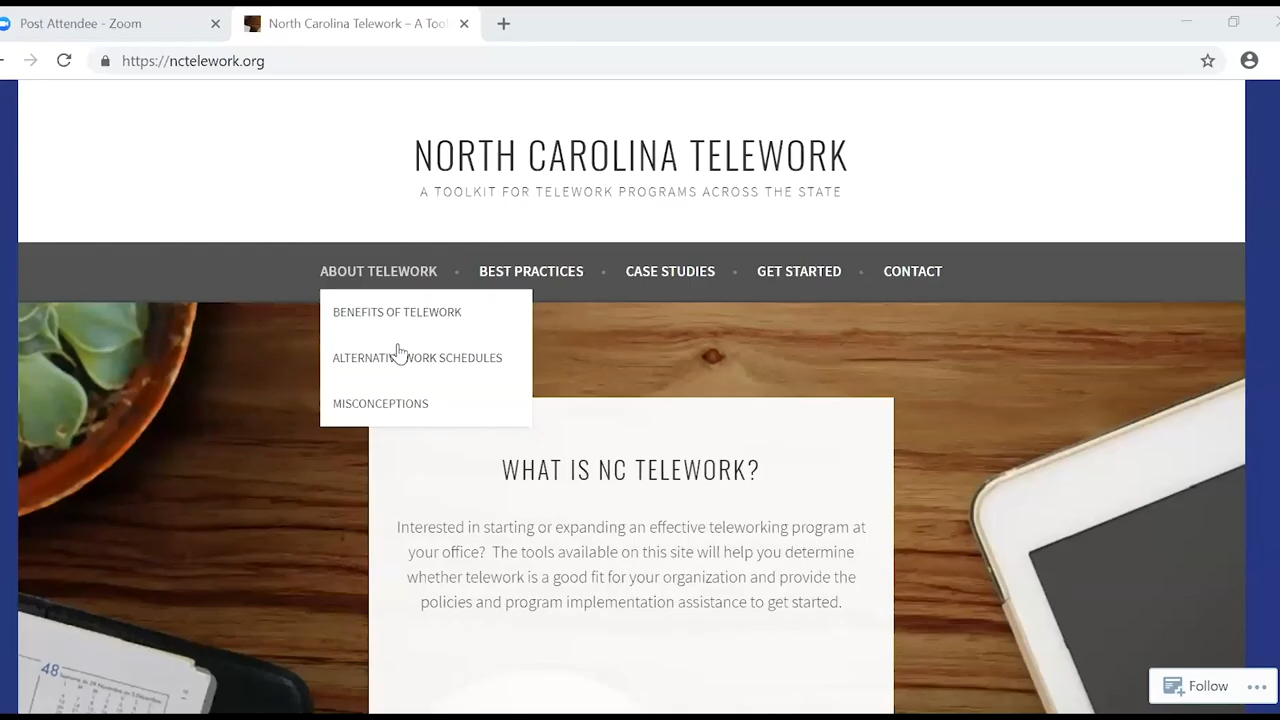 Post Attendee - Zoom
North Carolina Telework – A Tool
https://nctelework.org
NORTH CAROLINA TELEWORK
A TOOLKIT FOR TELEWORK PROGRAMS ACROSS THE STATE
ABOUT TELEWORK
BEST PRACTICES
CASE STUDIES
GET STARTED
CONTACT
BENEFITS OF TELEWORK
ALTERNATIVE WORK SCHEDULES
MISCONCEPTIONS
WHAT IS NC TELEWORK?
Interested in starting or expanding an effective teleworking program at
your office? The tools available on this site will help you determine
whether telework is a good fit for your organization and provide the
policies and program implementation assistance to get started.
48
Follow